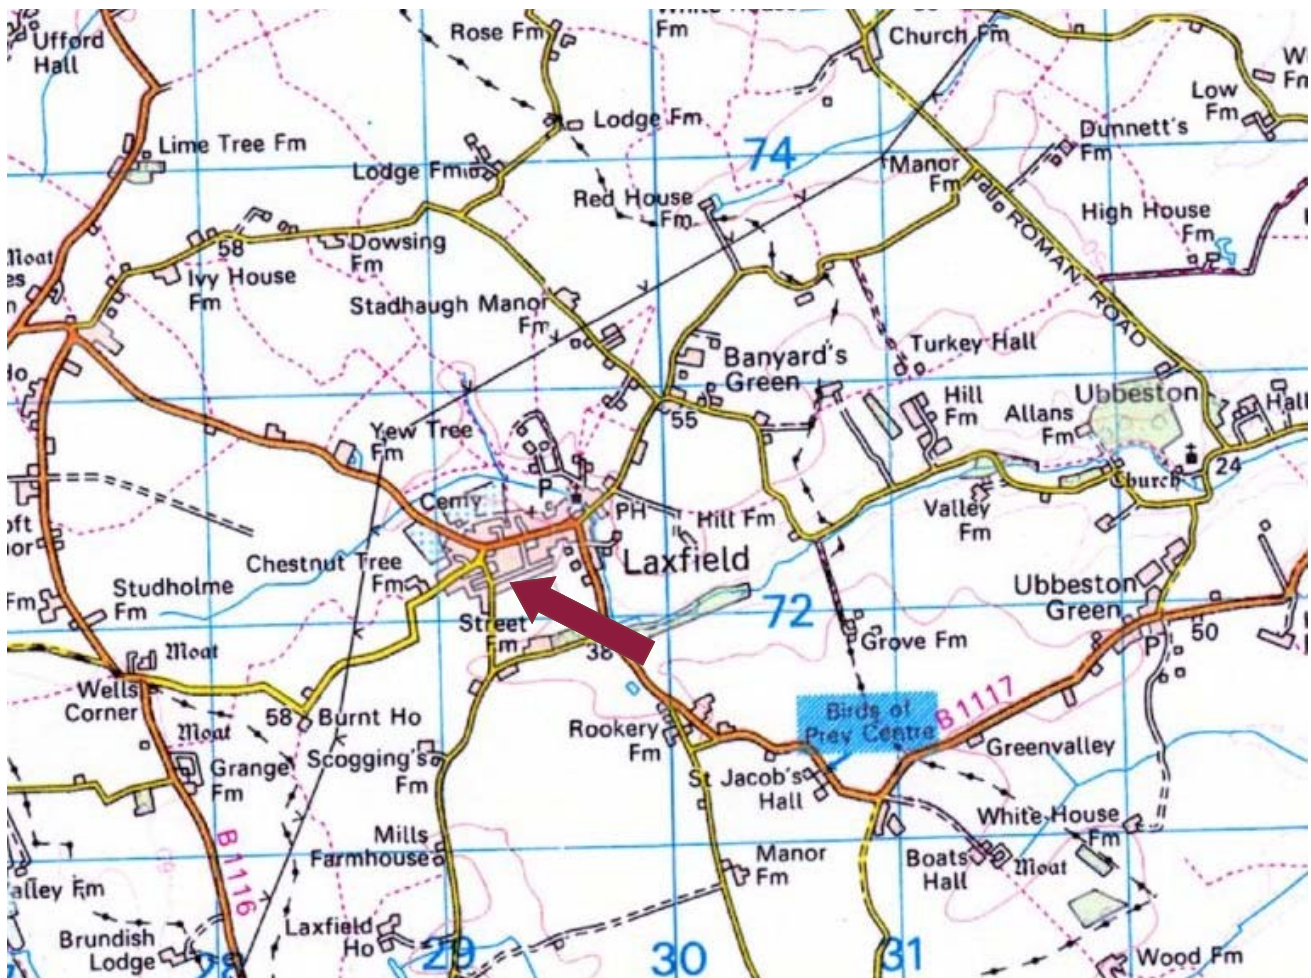 Ufford
Hall
Rose Fm
Fm
Church Fm
Low
Fm
Lime Tree Fm
Lodge Fm
74
Dunnett's
Fm
Lodge Fm
Manor
Fm
Red House
Fm
High House
Fm
58
Dowsing
Fm
ROMAN ROAD
Moat
Ivy House
Fm
Stadhaugh Manor
Fm
Turkey Hall
Banyard's
Green
Ubbeston
Hill
Fm
Allans
Fm
Hall
55
Yew Tree
Fm
24
Church
Cemy
P
PH
Hill Fm
Valley
Fm
Laxfield
Chestnut Tree
Fm
Studholme
Fm
Fm
Ubbeston
Green
72
Street
Fm
38
Grove Fm
P
50
Moat
Wells
Corner
58
Burnt Ho
Birds of
Prey Centre
B1117
Rookery
Fm
Moat
Grange
Fm
Scogging's
Fm
Greenvalley
St Jacob's
Hall
White House
Fm
Mills
Farmhouse
B1116
Manor
Fm
Boats
Hall
Moat
alley Fm
Laxfield
Ho
Brundish
Lodge
28
29
30
31
Wood Fm